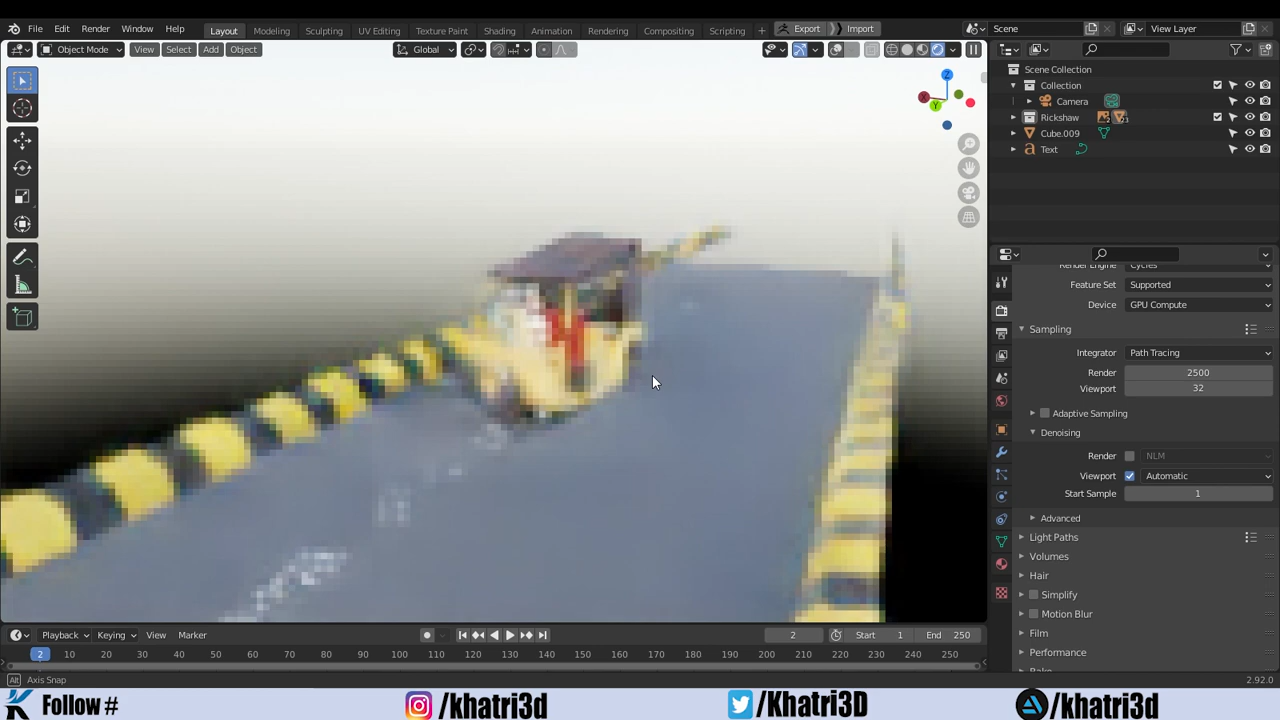 File Edit Render Window Help Layout Modeling Sculpting UV Editing Texture Paint Shading Animation Rendering Compositing Scripting + Export Import Scene View Layer
Object Mode View Select Add Object Global
Scene Collection
Collection
Camera
Rickshaw
Cube.009
Text
Render Engine Cycles
Feature Set Supported
Device GPU Compute
Sampling
Integrator Path Tracing
Render 2500
Viewport 32
Adaptive Sampling
Denoising
Render NLM
Viewport Automatic
Start Sample 1
Advanced
Light Paths
Volumes
Hair
Simplify
Motion Blur
Film
Performance
X
Y
Z
Playback Keying View Marker 2 Start 1 End 250
2 10 20 30 40 50 60 70 80 90 100 110 120 130 140 150 160 170 180 190 200 210 220 230 240 250
Alt Axis Snap 2.92.0
Follow # /khatri3d /Khatri3D /khatri3d